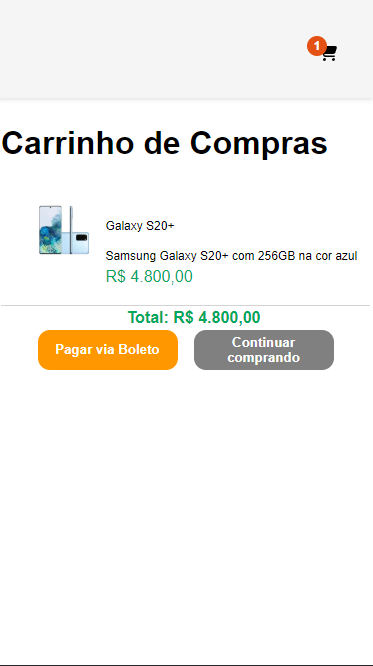 1
Carrinho de Compras
Galaxy S20+
Samsung Galaxy S20+ com 256GB na cor azul
R$ 4.800,00
Total: R$ 4.800,00
Pagar via Boleto
Continuar
comprando